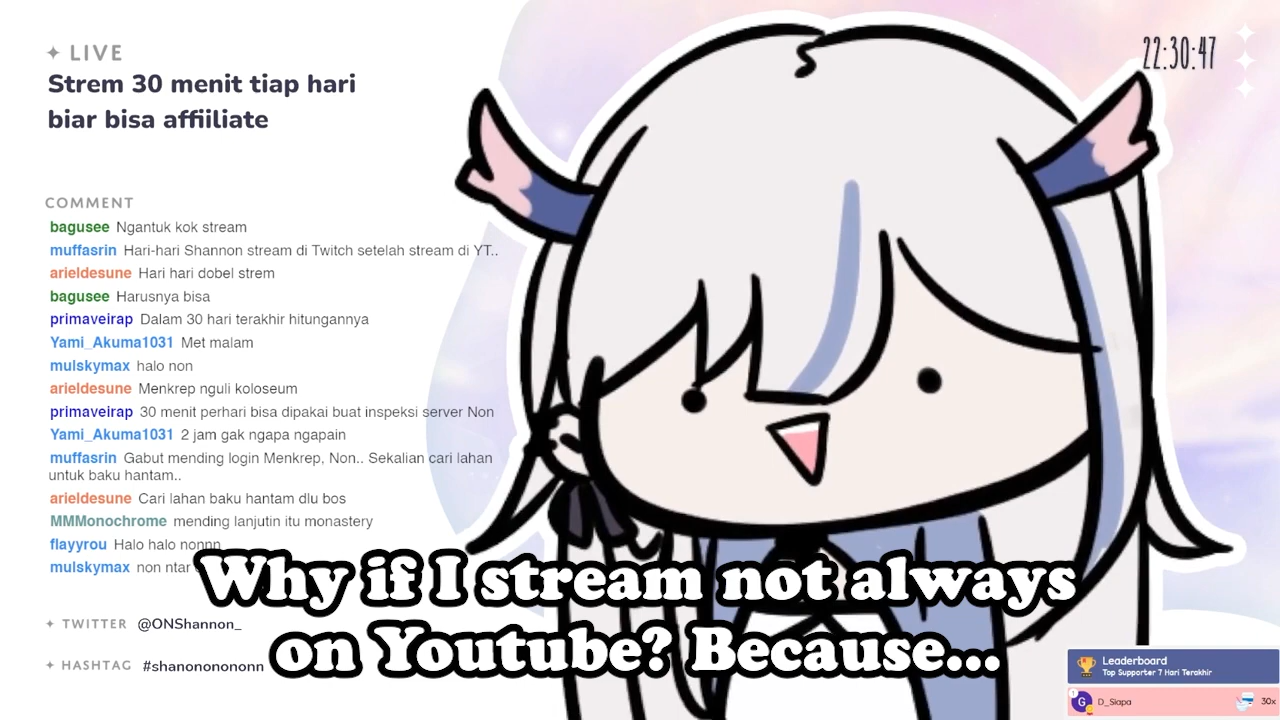 LIVE
22:30:47
Strem 30 menit tiap hari
biar bisa affiiliate
COMMENT
bagusee Ngantuk kok stream
muffasrin Hari-hari Shannon stream di Twitch setelah stream di YT..
arieldesune Hari hari dobel strem
bagusee Harusnya bisa
primaveirap Dalam 30 hari terakhir hitungannya
Yami_Akuma1031 Met malam
mulskymax halo non
arieldesune Menkrep nguli koloseum
primaveirap 30 menit perhari bisa dipakai buat inspeksi server Non
Yami_Akuma1031 2 jam gak ngapa ngapain
muffasrin Gabut mending login Menkrep, Non.. Sekalian cari lahan
untuk baku hantam..
arieldesune Cari lahan baku hantam dlu bos
MMMonochrome mending lanjutin itu monastery
flayyrou Halo halo nonnn
mulskymax non ntar
Why if I stream not always
on Youtube? Because...
TWITTER @ONShannon_
HASHTAG #shanonononono​nn
Leaderboard
Top Supporter 7 Hari Terakhir
1
G D_Siapa 30x